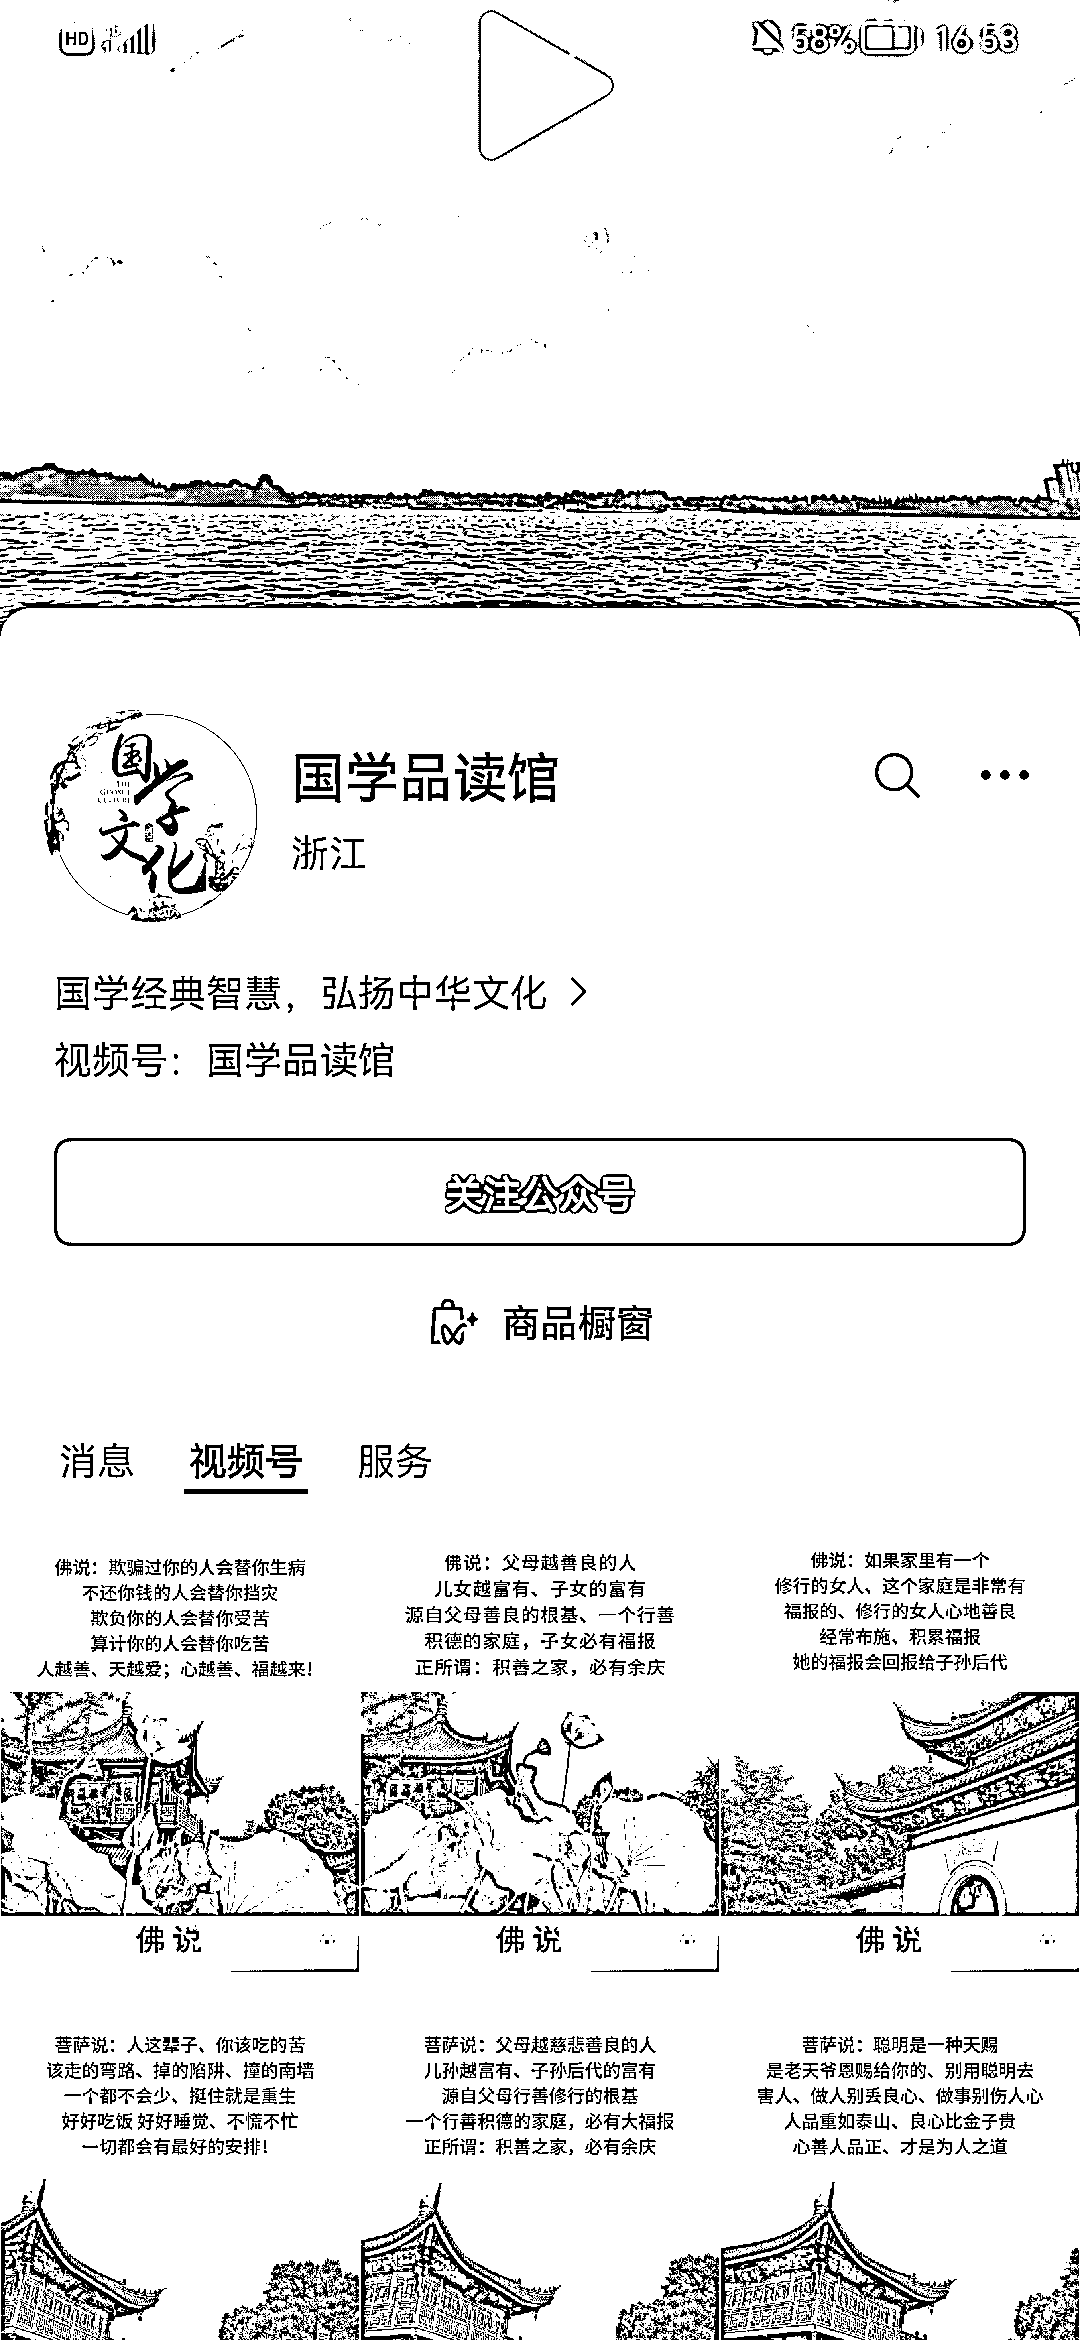 HD
58%
16:53
国学
文化
国学品读馆
浙江
国学经典智慧，弘扬中华文化
视频号：国学品读馆
关注公众号
商品橱窗
消息 视频号 服务
佛说：欺骗过你的人会替你生病
不还你钱的人会替你挡灾
欺负你的人会替你受苦
算计你的人会替你吃苦
人越善、天越爱；心越善、福越来！
佛说
佛说：父母越善良的人
儿女越富有、子女的富有
源自父母善良的根基、一个行善
积德的家庭，子女必有福报
正所谓：积善之家，必有余庆
佛说
佛说：如果家里有一个
修行的女人、这个家庭是非常有
福报的、修行的女人心地善良
经常布施、积累福报
她的福报会回报给子孙后代
佛说
菩萨说：人这辈子、你该吃的苦
该走的弯路、掉的陷阱、撞的南墙
一个都不会少、挺住就是重生
好好吃饭 好好睡觉、不慌不忙
一切都会有最好的安排！
菩萨说：父母越慈悲善良的人
儿孙越富有、子孙后代的富有
源自父母行善修行的根基
一个行善积德的家庭，必有大福报
正所谓：积善之家，必有余庆
菩萨说：聪明是一种天赐
是老天爷恩赐给你的、别用聪明去
害人、做人别丢良心、做事别伤人心
人品重如泰山、良心比金子贵
心善人品正、才是为人之道